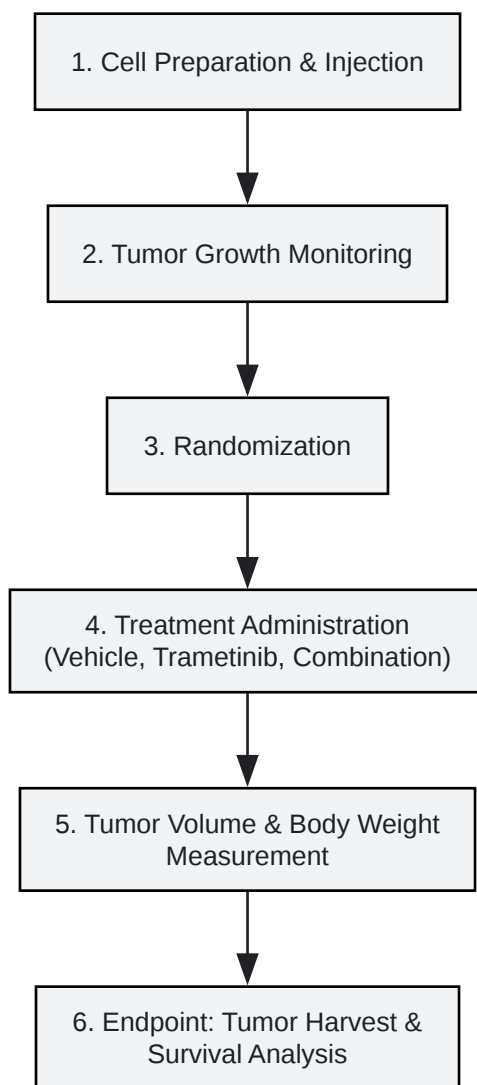 1. Cell Preparation & Injection
2. Tumor Growth Monitoring
3. Randomization
4. Treatment Administration
(Vehicle, Trametinib, Combination)
5. Tumor Volume & Body Weight
Measurement
6. Endpoint: Tumor Harvest &
Survival Analysis